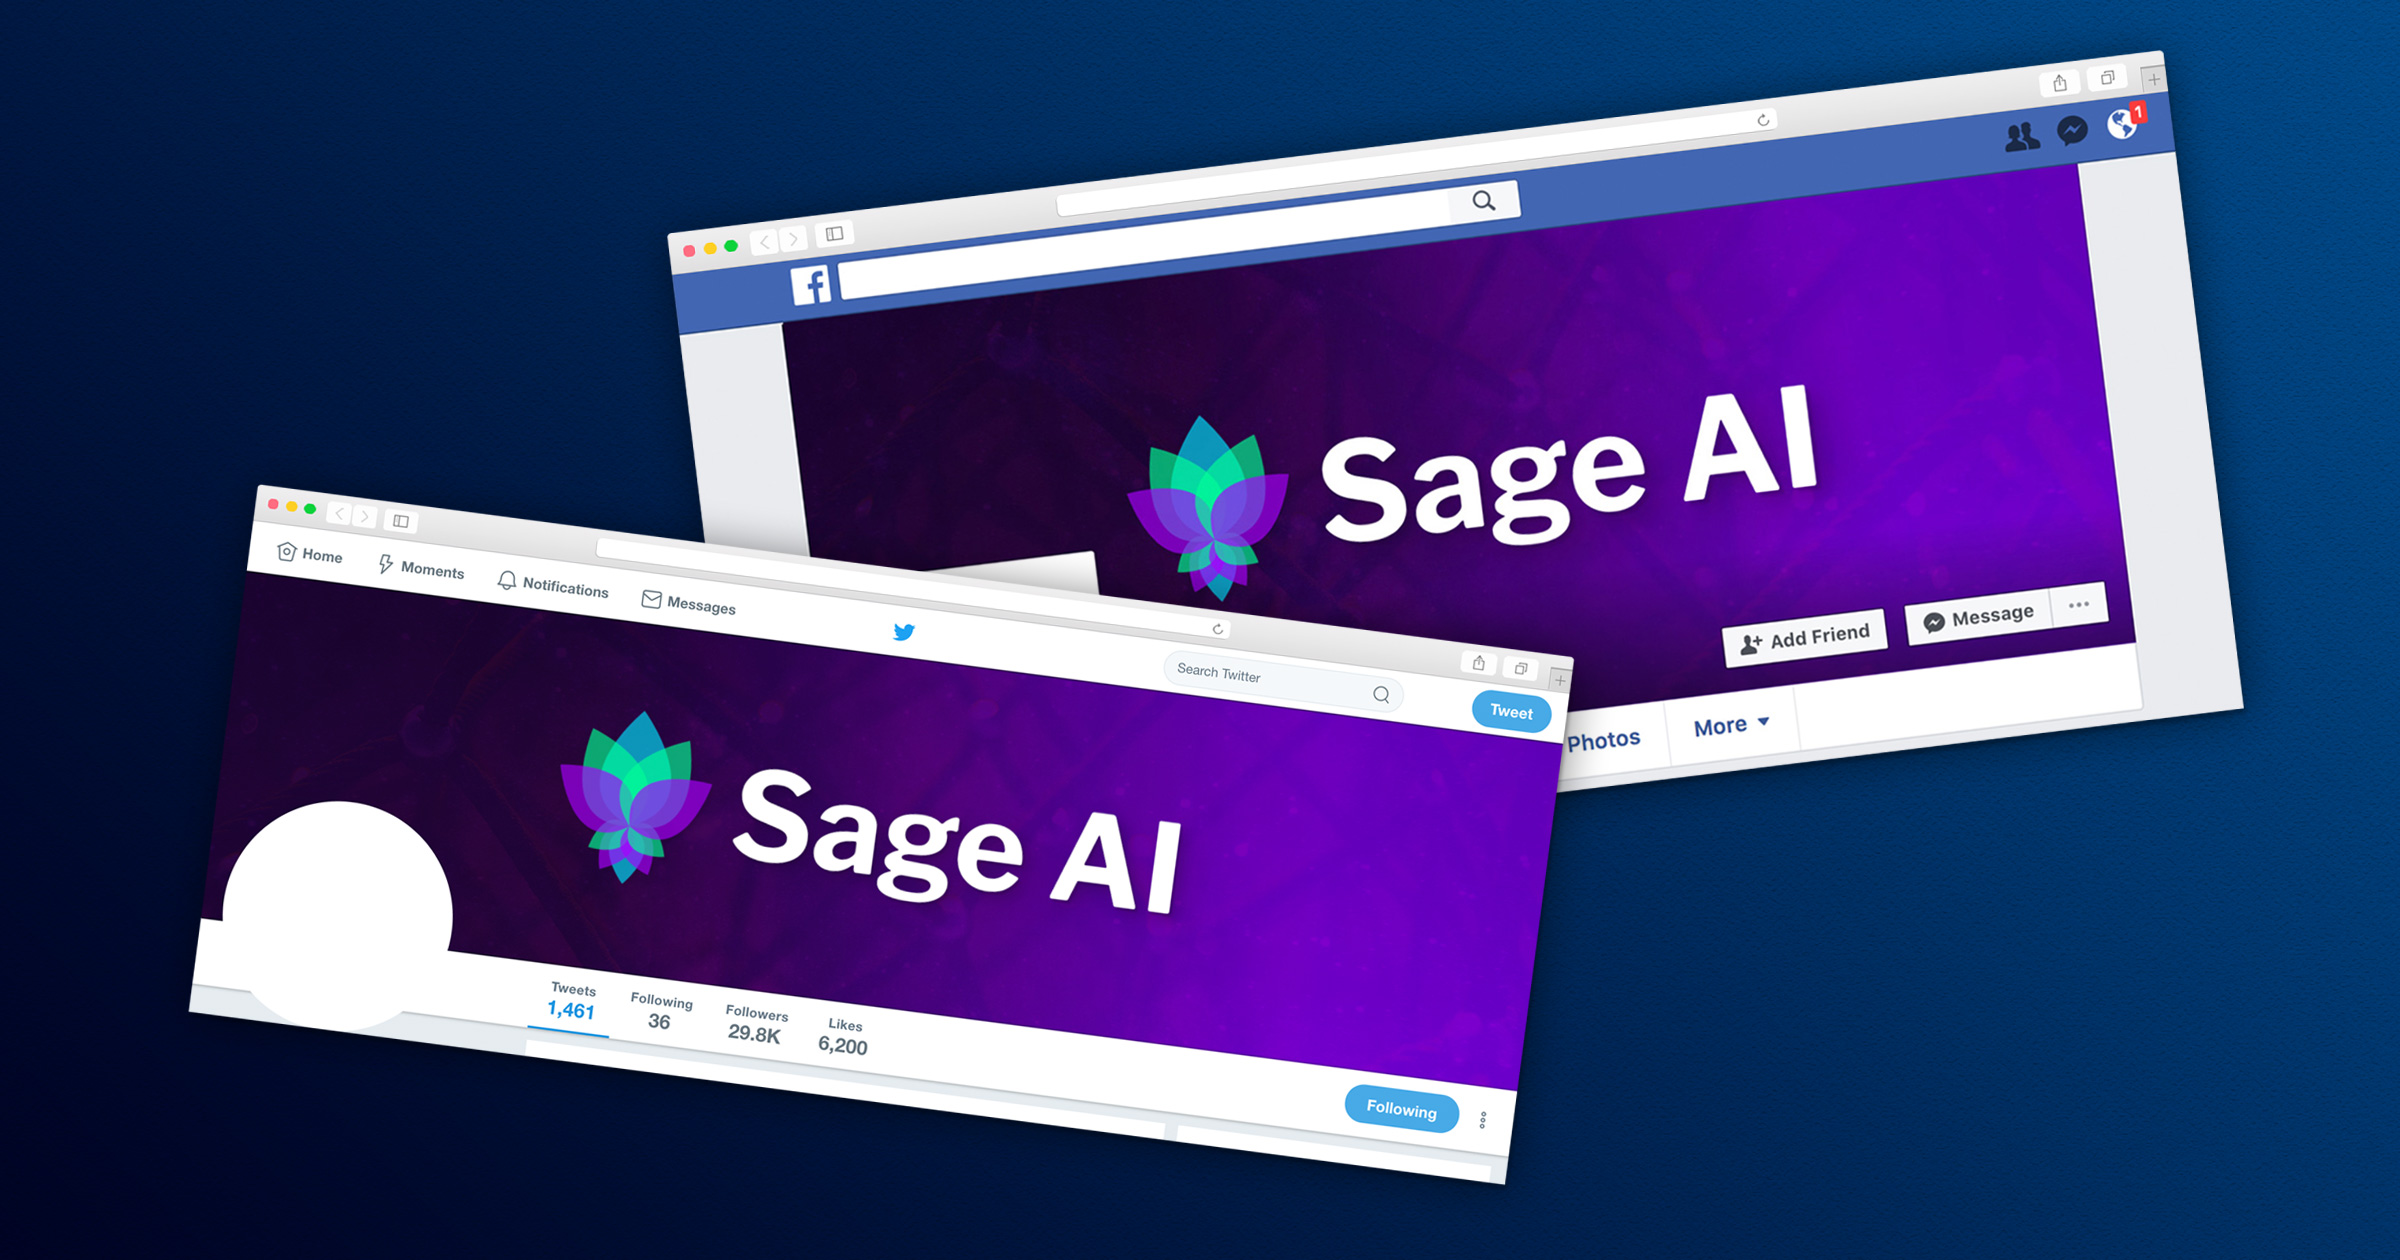 1
f
Sage AI
Add Friend
Message
Photos
More
Home
Moments
Notifications
Messages
Search Twitter
Tweet
Sage AI
Tweets
1,461
Following
36
Followers
29.8K
Likes
6,200
Following